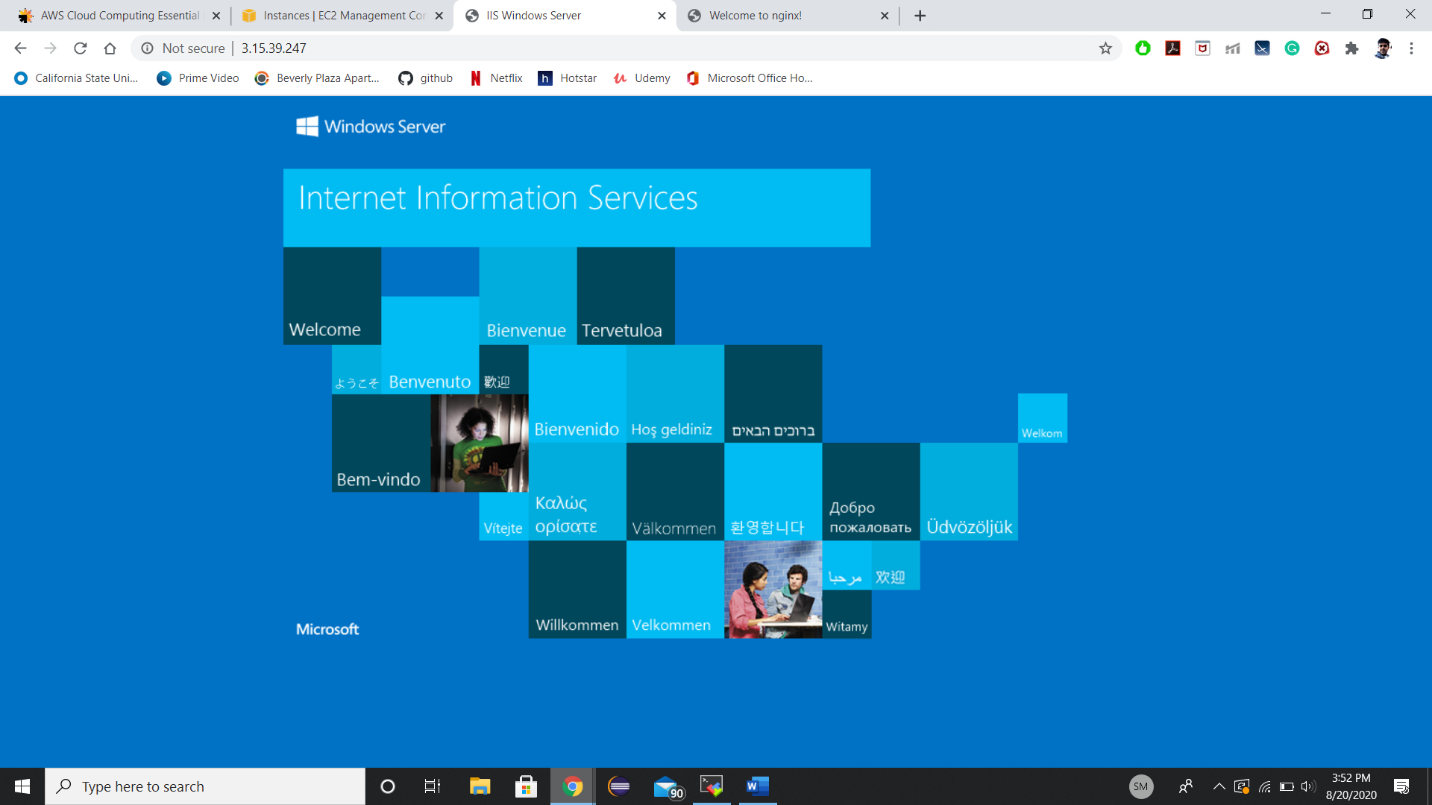 AWS Cloud Computing Essential
Instances | EC2 Management Cor
IIS Windows Server
Welcome to nginx!
Not secure
3.15.39.247
California State Uni...
Prime Video
Beverly Plaza Apart...
github
Netflix
Hotstar
Udemy
Microsoft Office Ho...
Windows Server
Internet Information Services
Welcome
Bienvenue
Tervetuloa
ようこそ
Benvenuto
歡迎
Bienvenido
Hoş geldiniz
ברוכים הבאים
Welkom
Bem-vindo
Vítejte
Καλώς
ορίσατε
Välkommen
환영합니다
Добро
пожаловать
Üdvözöljük
مرحبا
欢迎
Willkommen
Velkommen
Witamy
Microsoft
Type here to search
90
SM
3:52 PM
8/20/2020